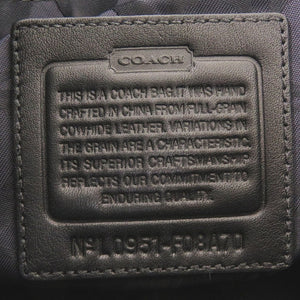 COACH
THIS IS A COACH BAG. IT WAS HAND
CRAFTED IN CHINA FROM FULL-GRAIN
COWHIDE LEATHER. VARIATIONS IN
THE GRAIN ARE A CHARACTERISTIC.
ITS SUPERIOR CRAFTSMANSHIP
REFLECTS OUR COMMITMENT TO
ENDURING QUALITY.
Nº L0951-F08A70